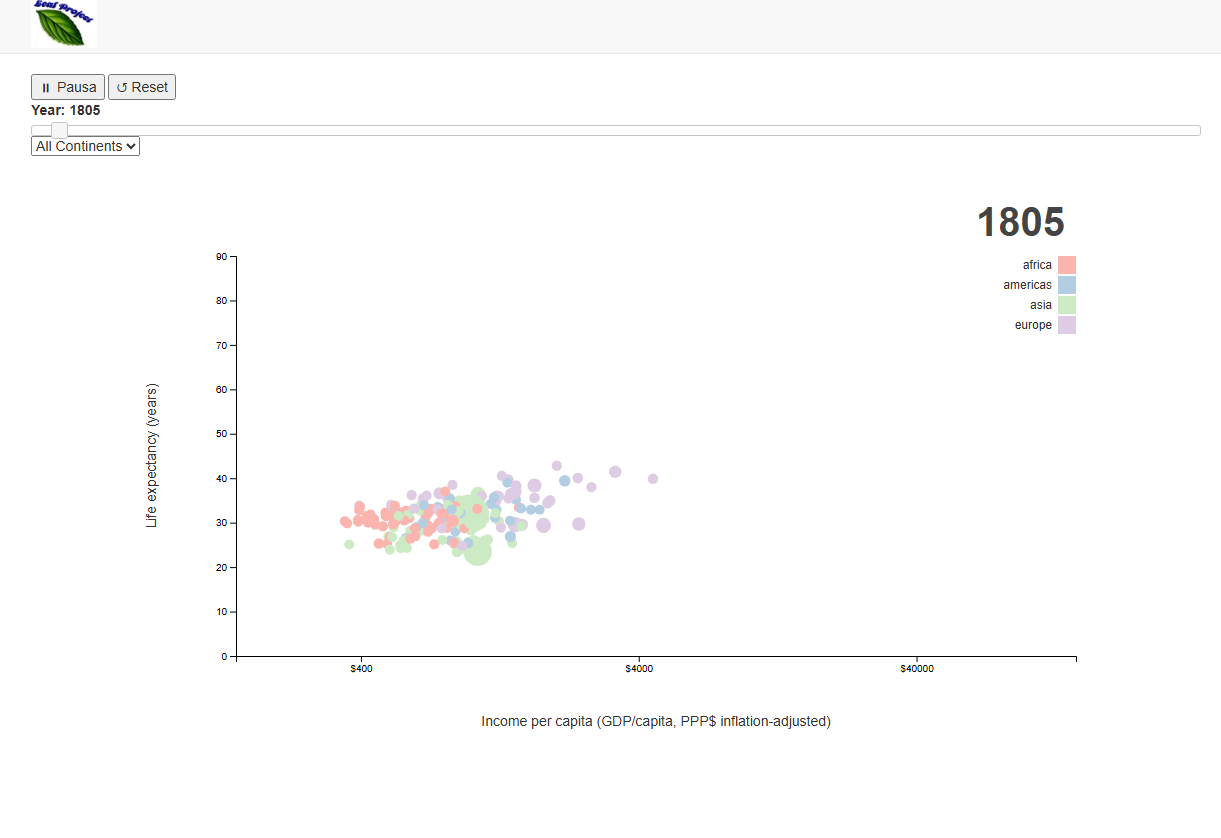 Leaf Project
⏸ Pausa ↺ Reset
Year: 1805
All Continents
1805
africa
americas
asia
europe
90
80
70
60
50
40
30
20
10
0
Life expectancy (years)
$400 $4000 $40000
Income per capita (GDP/capita, PPP$ inflation-adjusted)